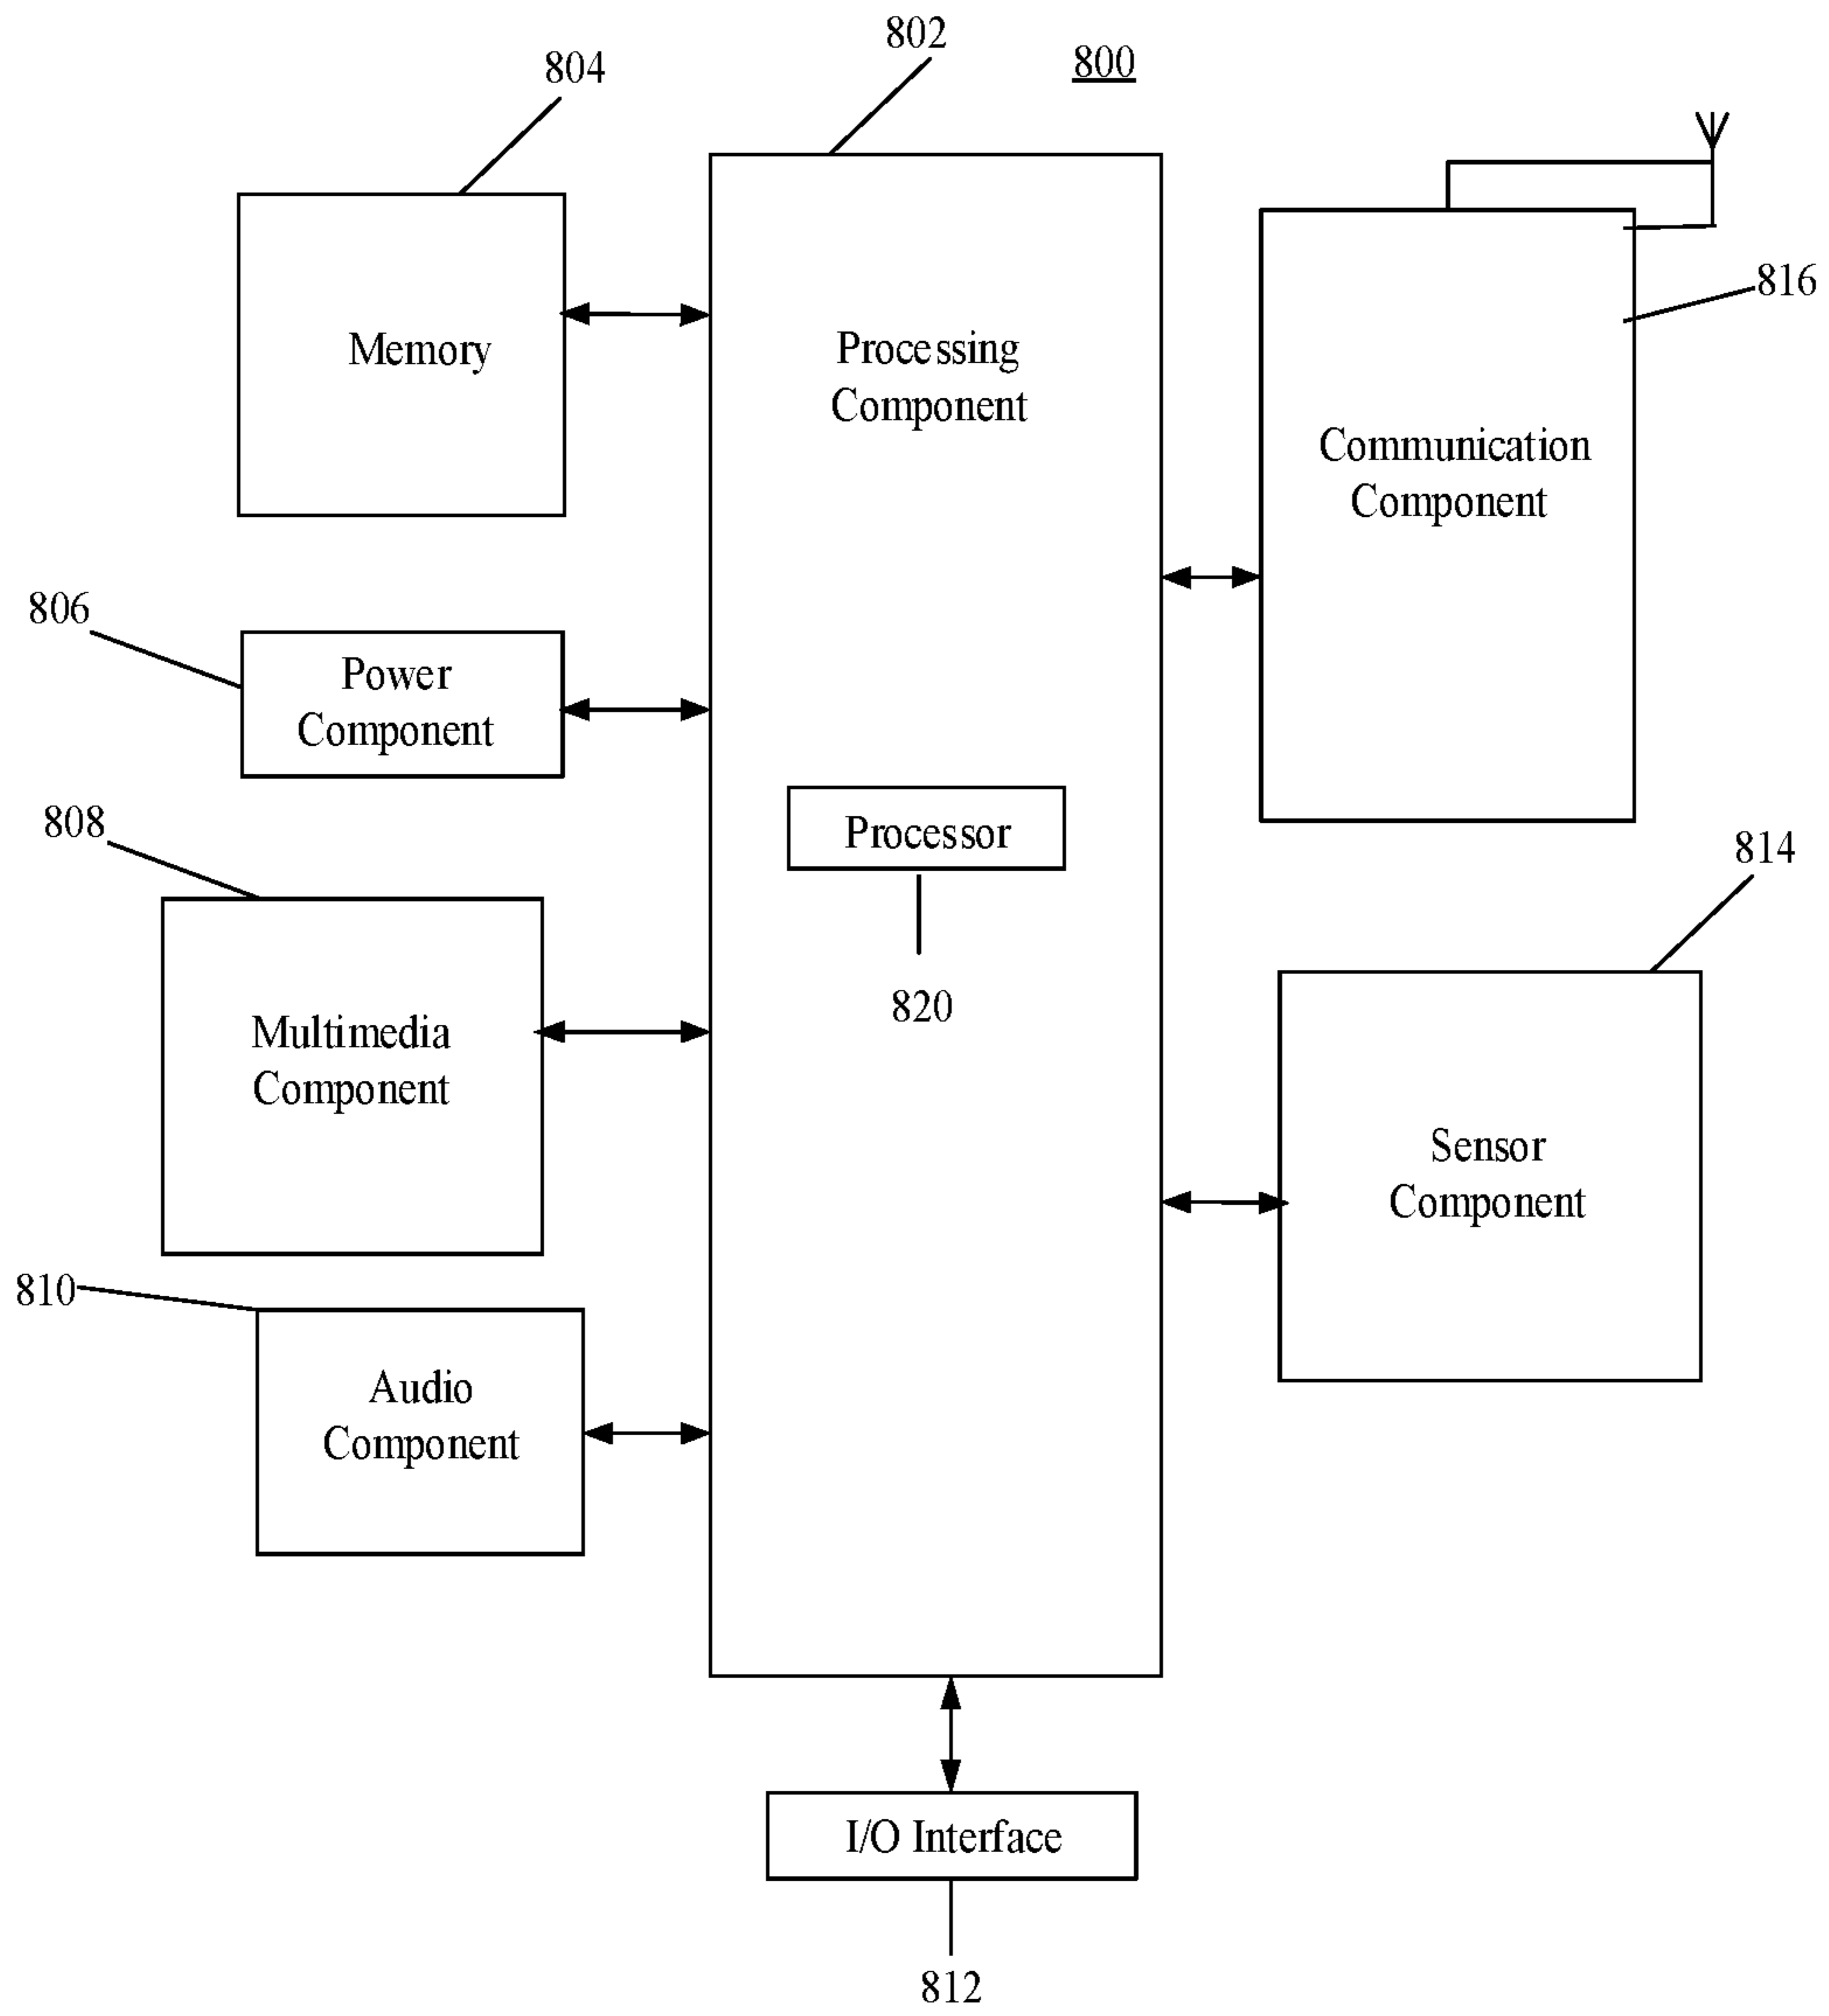 802
800
804
816
Memory
Processing
Component
Communication
Component
806
Power
Component
808
Processor
814
820
Multimedia
Component
Sensor
Component
810
Audio
Component
I/O Interface
812